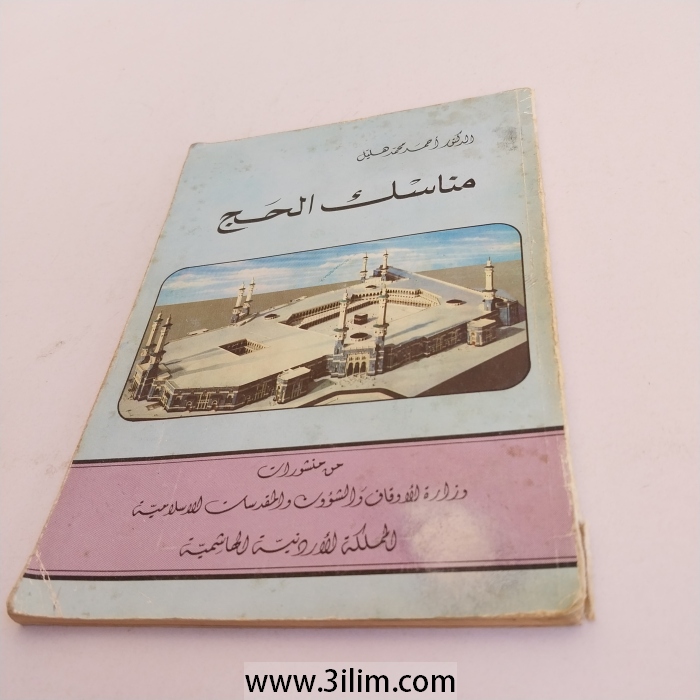 الدكتور أحمد محمد هليل
مناسك الحج
من منشورات
وزارة الأوقاف والشؤون والمقدسات الإسلامية
المملكة الأردنية الهاشمية
www.3ilim.com